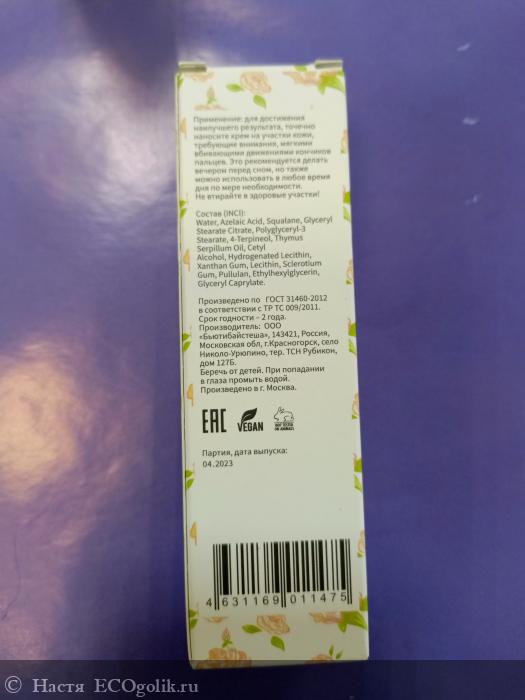 Применение: для достижения
наилучшего результата, точечно
наносите крем на участки кожи,
требующие внимания, мягкими
вбивающими движениями кончиков
пальцев. Это рекомендуется делать
вечером перед сном, но также
можно использовать в любое время
дня по мере необходимости.
Не втирайте в здоровые участки!
Состав (INCI):
Water, Azelaic Acid, Squalane, Glyceryl
Stearate Citrate, Polyglyceryl-3
Stearate, 4-Terpineol, Thymus
Serpillum Oil, Cetyl
Alcohol, Hydrogenated Lecithin,
Xanthan Gum, Lecithin, Sclerotium
Gum, Pullulan, Ethylhexylglycerin,
Glyceryl Caprylate.
Произведено по ГОСТ 31460-2012
в соответствии с ТР ТС 009/2011.
Срок годности – 2 года.
Производитель: ООО
«Бьютибайстеша», 143421, Россия,
Московская обл, г.Красногорск, село
Николо-Урюпино, тер. ТСН Рубикон,
дом 127Б.
Беречь от детей. При попадании
в глаза промыть водой.
Произведено в г. Москва.
EAC VEGAN NOT TESTED
ON ANIMALS
Партия, дата выпуска:
04.2023
4 631169 011475
© Настя ECOgolik.ru